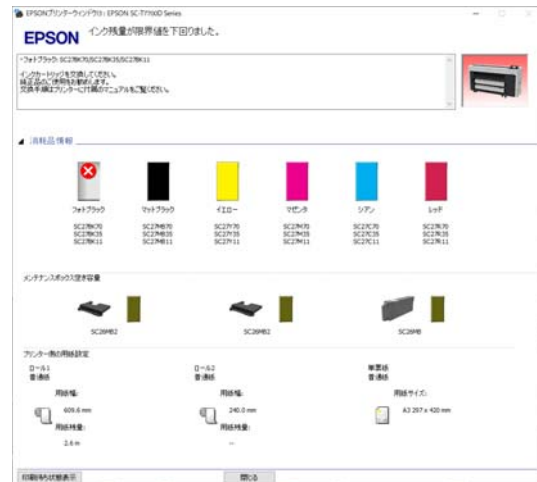 EPSONプリンターウィンドウ!3 : EPSON SC-T7700D Series
EPSON
インク残量が限界値を下回りました。
・フォトブラック: SC27BK70/SC27BK35/SC27BK11
インクカートリッジを交換してください。
純正品のご使用をお勧めします。
交換手順はプリンターに付属のマニュアルをご覧ください。
消耗品情報
フォトブラック マットブラック イエロー マゼンタ シアン レッド
SC27BK70 SC27MB70 SC27Y70 SC27M70 SC27C70 SC27R70
SC27BK35 SC27MB35 SC27Y35 SC27M35 SC27C35 SC27R35
SC27BK11 SC27MB11 SC27Y11 SC27M11 SC27C11 SC27R11
メンテナンスボックス空き容量
SC26MB2 SC26MB2 SC26MB
プリンター側の用紙設定
ロール1 ロール2 単票紙
普通紙 普通紙 普通紙
用紙幅: 用紙幅: 用紙サイズ:
609.6 mm 240.0 mm A3 297 x 420 mm
用紙残量: 用紙残量:
2.6 m --
印刷待ち状態表示 閉じる